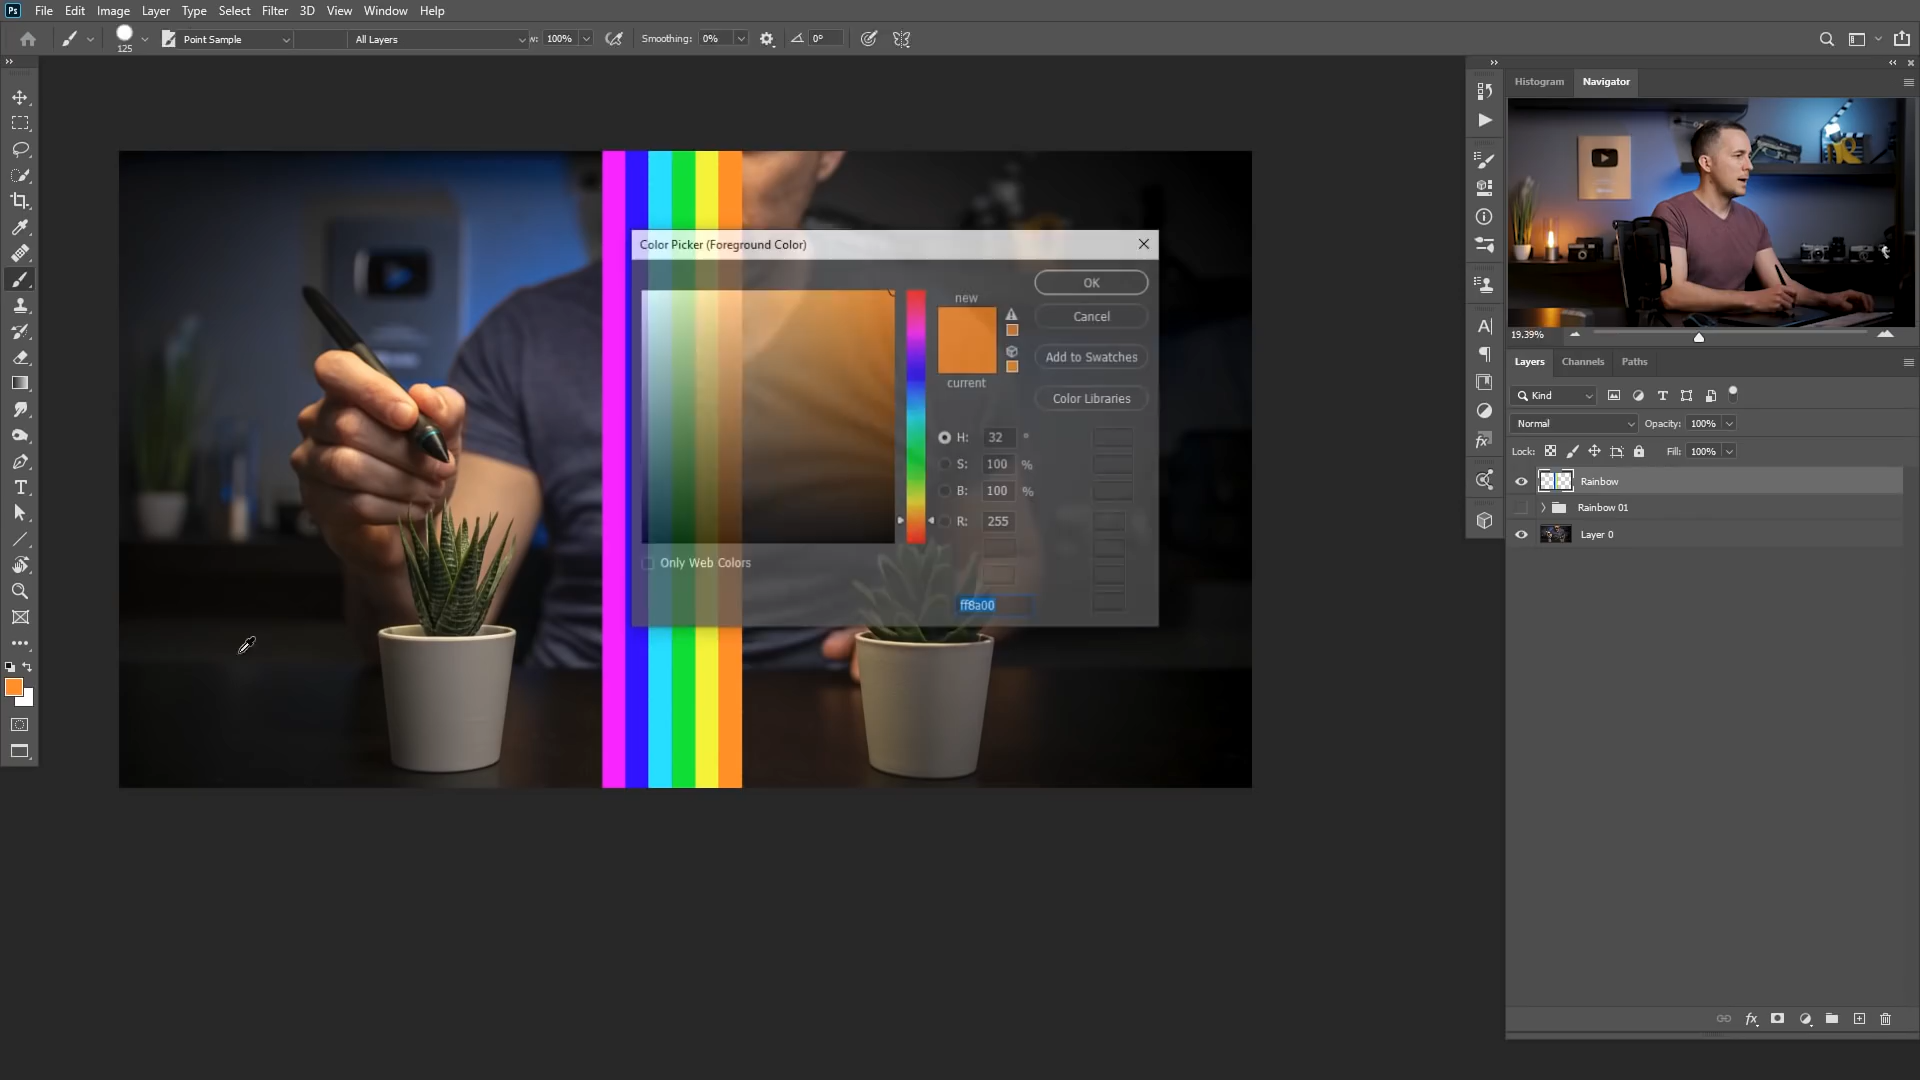 Ps File Edit Image Layer Type Select Filter 3D View Window Help
125 Point Sample All Layers 100% Smoothing: 0% 0°
Histogram Navigator
19.39%
Layers Channels Paths
Kind
Normal Opacity: 100%
Lock: Fill: 100%
Rainbow
Rainbow 01
Layer 0
Color Picker (Foreground Color)
new
current
OK
Cancel
Add to Swatches
Color Libraries
H: 32 °
S: 100 %
B: 100 %
R: 255
Only Web Colors
ff8a00